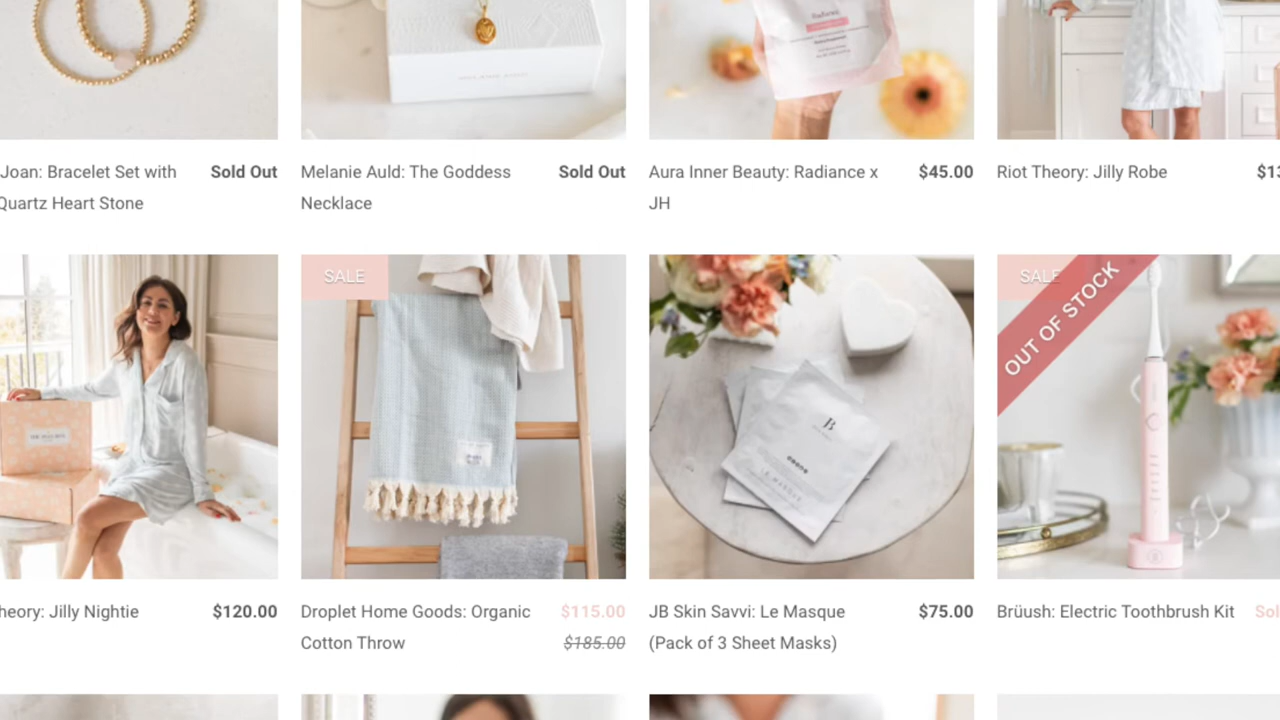 Joan: Bracelet Set with
Quartz Heart Stone
Sold Out
Melanie Auld: The Goddess
Necklace
Sold Out
Aura Inner Beauty: Radiance x
JH
$45.00
Riot Theory: Jilly Robe
SALE
SALE
OUT OF STOCK
B
LE MASQUE
heory: Jilly Nightie
$120.00
Droplet Home Goods: Organic
Cotton Throw
$115.00
$185.00
JB Skin Savvi: Le Masque
(Pack of 3 Sheet Masks)
$75.00
Brüush: Electric Toothbrush Kit